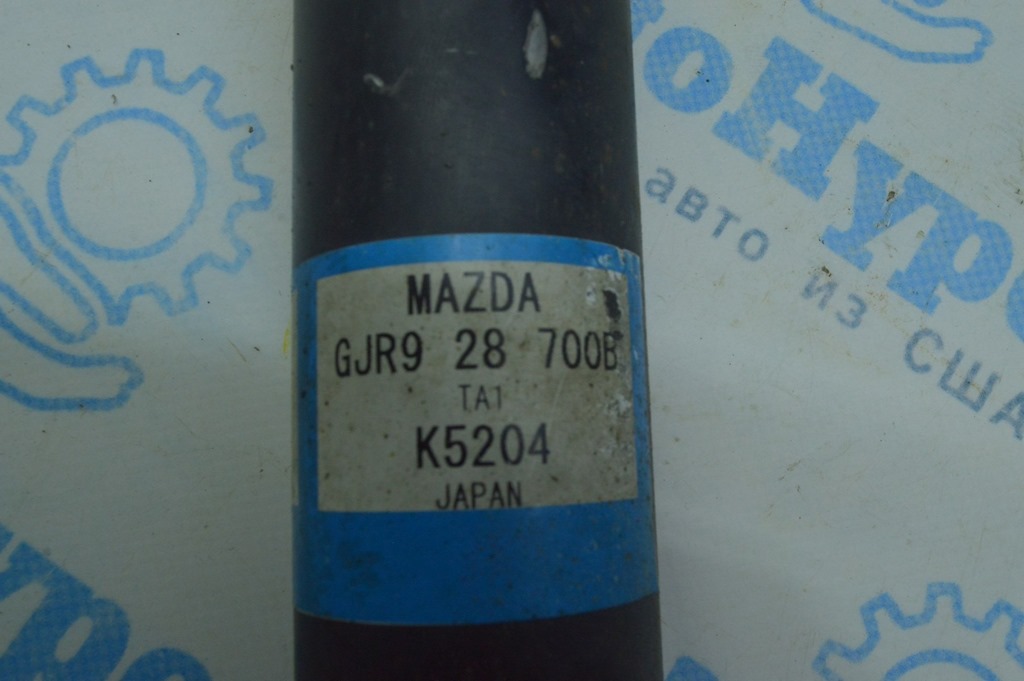 MAZDA
GJR9 28 700B
TA1
K5204
JAPAN
авто из США